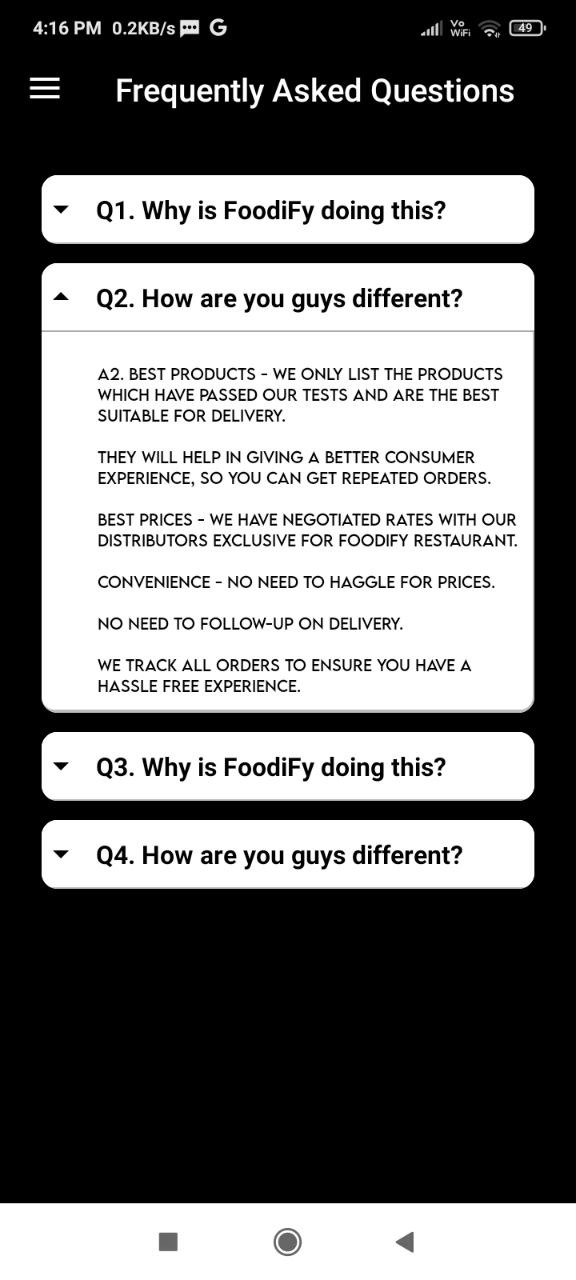 4:16 PM 0.2KB/s G Vo WiFi 49
Frequently Asked Questions
Q1. Why is FoodiFy doing this?
Q2. How are you guys different?
A2. BEST PRODUCTS - WE ONLY LIST THE PRODUCTS
WHICH HAVE PASSED OUR TESTS AND ARE THE BEST
SUITABLE FOR DELIVERY.
THEY WILL HELP IN GIVING A BETTER CONSUMER
EXPERIENCE, SO YOU CAN GET REPEATED ORDERS.
BEST PRICES - WE HAVE NEGOTIATED RATES WITH OUR
DISTRIBUTORS EXCLUSIVE FOR FOODIFY RESTAURANT.
CONVENIENCE - NO NEED TO HAGGLE FOR PRICES.
NO NEED TO FOLLOW-UP ON DELIVERY.
WE TRACK ALL ORDERS TO ENSURE YOU HAVE A
HASSLE FREE EXPERIENCE.
Q3. Why is FoodiFy doing this?
Q4. How are you guys different?